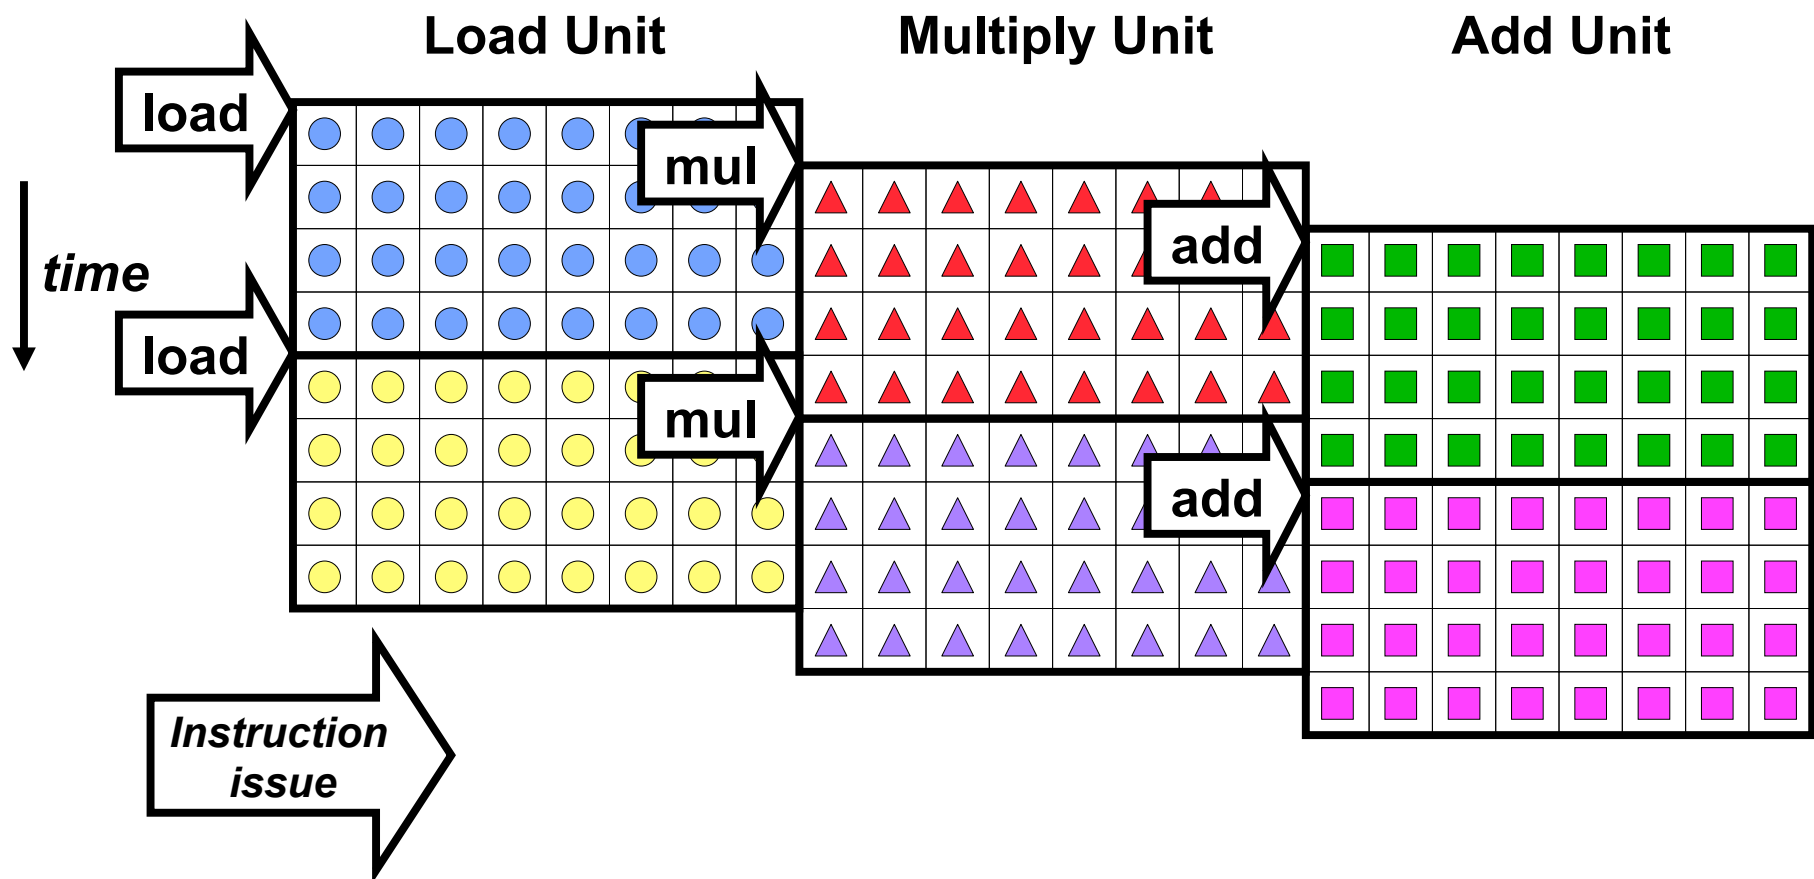 Load Unit
Multiply Unit
Add Unit
load
mul
add
time
load
mul
add
Instruction
issue